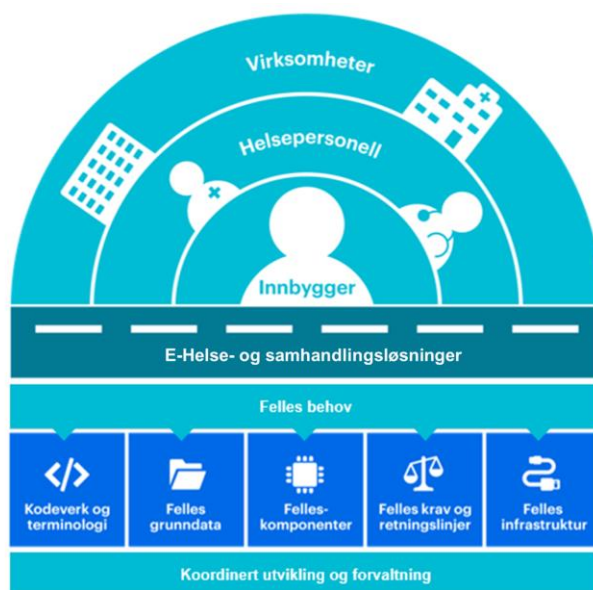 Virksomheter
Helsepersonell
Innbygger
E-Helse- og samhandlingsløsninger
Felles behov
Kodeverk og
terminologi
Felles
grunndata
Felles-
komponenter
Felles krav og
retningslinjer
Felles
infrastruktur
Koordinert utvikling og forvaltning